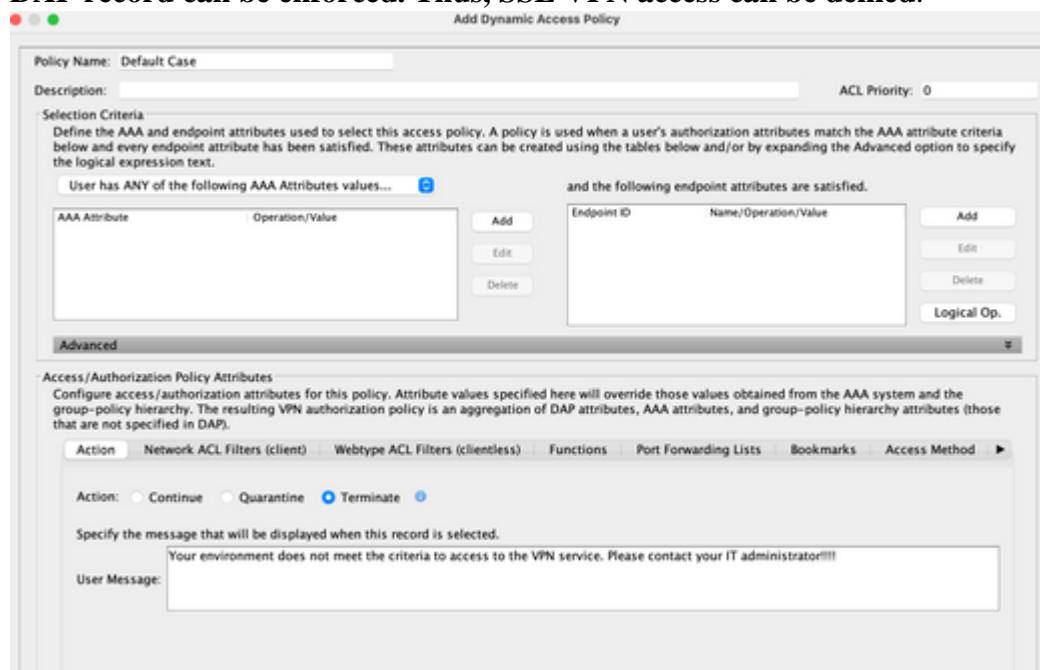 DAP record can be enforced. Thus, SSL VPN access can be denied.
Add Dynamic Access Policy
Policy Name: Default Case
Description:
ACL Priority: 0
Selection Criteria
Define the AAA and endpoint attributes used to select this access policy. A policy is used when a user's authorization attributes match the AAA attribute criteria
below and every endpoint attribute has been satisfied. These attributes can be created using the tables below and/or by expanding the Advanced option to specify
the logical expression text.
User has ANY of the following AAA Attributes values...
and the following endpoint attributes are satisfied.
AAA Attribute Operation/Value
Add
Edit
Delete
Endpoint ID Name/Operation/Value
Add
Edit
Delete
Logical Op.
Advanced
Access/Authorization Policy Attributes
Configure access/authorization attributes for this policy. Attribute values specified here will override those values obtained from the AAA system and the
group-policy hierarchy. The resulting VPN authorization policy is an aggregation of DAP attributes, AAA attributes, and group-policy hierarchy attributes (those
that are not specified in DAP).
Action Network ACL Filters (client) Webtype ACL Filters (clientless) Functions Port Forwarding Lists Bookmarks Access Method
Action: Continue Quarantine Terminate
Specify the message that will be displayed when this record is selected.
User Message:
Your environment does not meet the criteria to access to the VPN service. Please contact your IT administrator!!!!